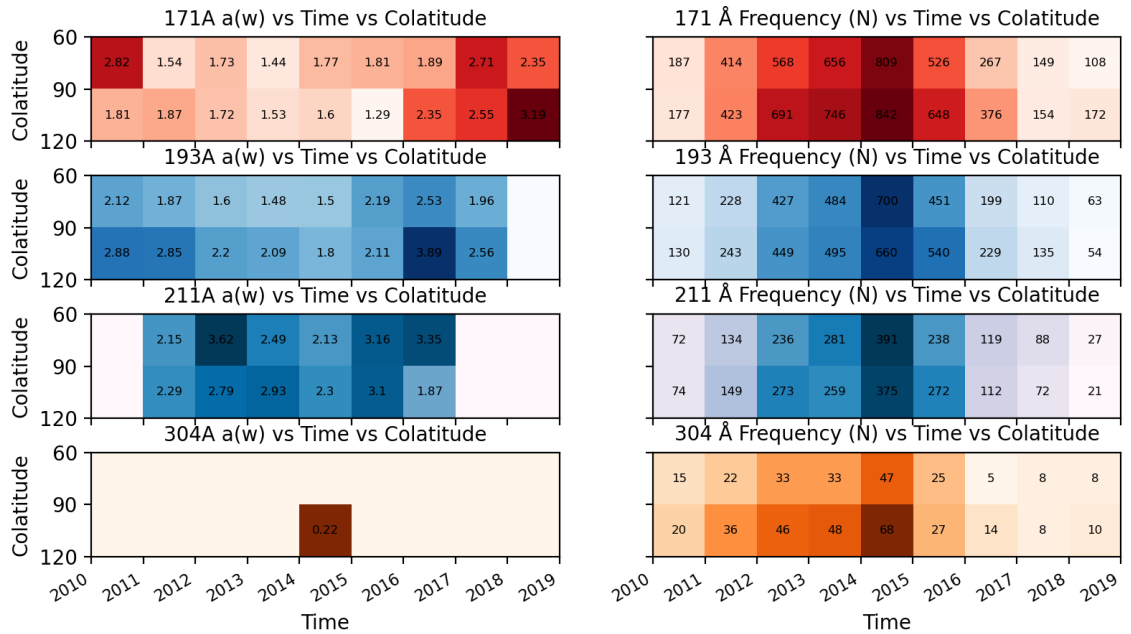 171A a(w) vs Time vs Colatitude
60
90
120
Colatitude
2.82 1.54 1.73 1.44 1.77 1.81 1.89 2.71 2.35
1.81 1.87 1.72 1.53 1.6 1.29 2.35 2.55 3.19
171 Å Frequency (N) vs Time vs Colatitude
187 414 568 656 809 526 267 149 108
177 423 691 746 842 648 376 154 172
193A a(w) vs Time vs Colatitude
60
90
120
Colatitude
2.12 1.87 1.6 1.48 1.5 2.19 2.53 1.96
2.88 2.85 2.2 2.09 1.8 2.11 3.89 2.56
193 Å Frequency (N) vs Time vs Colatitude
121 228 427 484 700 451 199 110 63
130 243 449 495 660 540 229 135 54
211A a(w) vs Time vs Colatitude
60
90
120
Colatitude
2.15 3.62 2.49 2.13 3.16 3.35
2.29 2.79 2.93 2.3 3.1 1.87
211 Å Frequency (N) vs Time vs Colatitude
72 134 236 281 391 238 119 88 27
74 149 273 259 375 272 112 72 21
304A a(w) vs Time vs Colatitude
60
90
120
Colatitude
0.22
2010 2011 2012 2013 2014 2015 2016 2017 2018 2019
Time
304 Å Frequency (N) vs Time vs Colatitude
15 22 33 33 47 25 5 8 8
20 36 46 48 68 27 14 8 10
2010 2011 2012 2013 2014 2015 2016 2017 2018 2019
Time